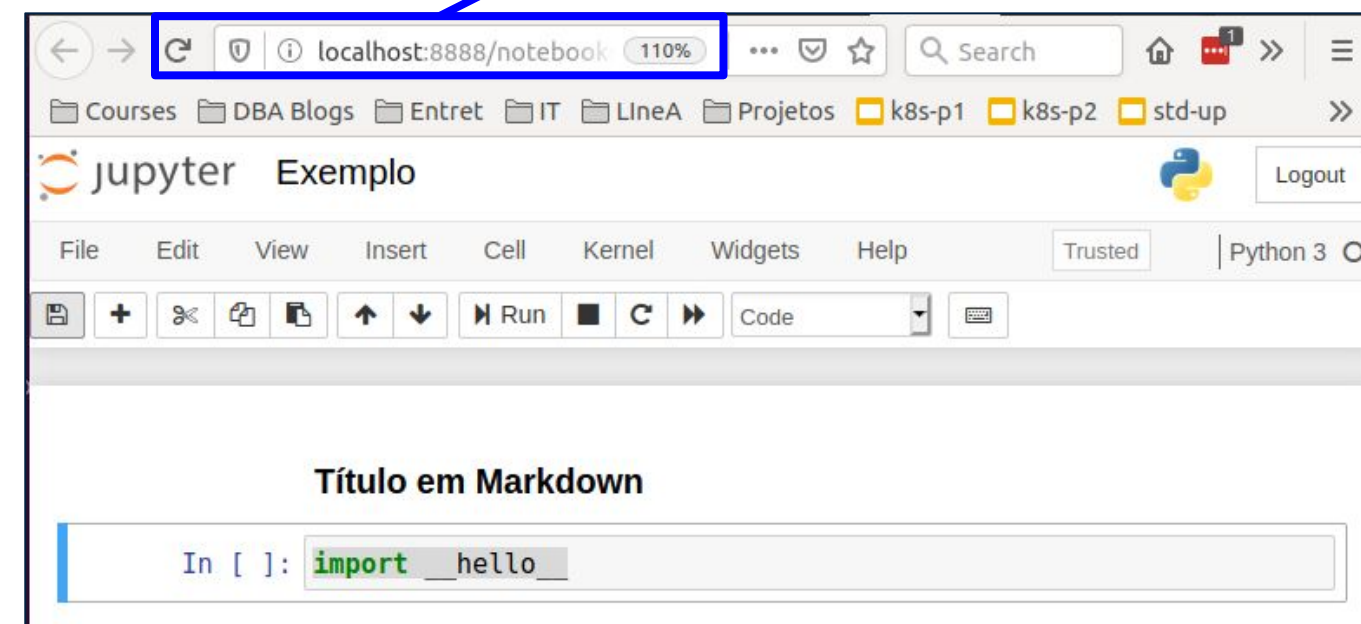 localhost:8888/notebook 110% Search 1
Courses DBA Blogs Entret IT LIneA Projetos k8s-p1 k8s-p2 std-up
jupyter Exemplo Logout
File Edit View Insert Cell Kernel Widgets Help Trusted Python 3
Run Code
Título em Markdown
In [ ]: import __hello__